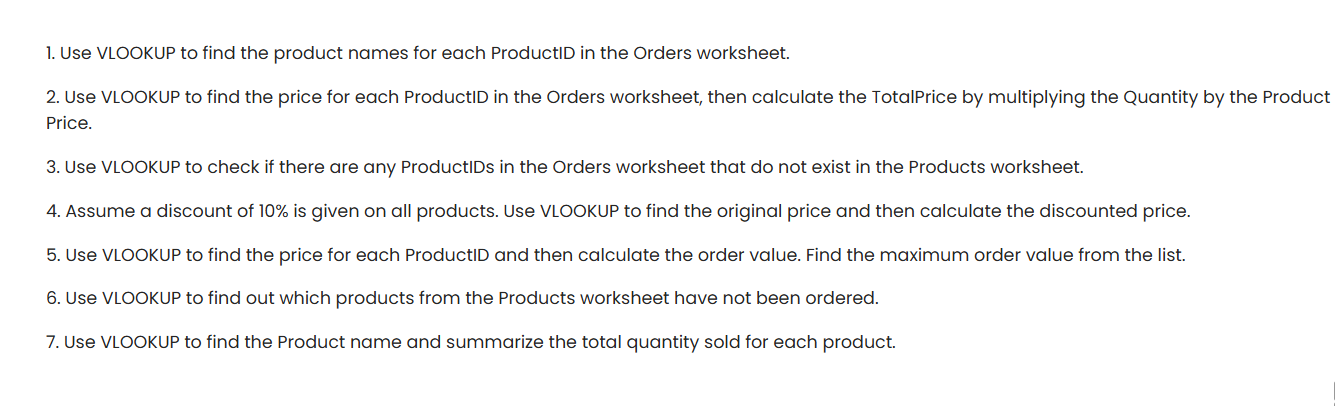 1. Use VLOOKUP to find the product names for each ProductID in the Orders worksheet.
2. Use VLOOKUP to find the price for each ProductID in the Orders worksheet, then calculate the TotalPrice by multiplying the Quantity by the Product
Price.
3. Use VLOOKUP to check if there are any ProductIDs in the Orders worksheet that do not exist in the Products worksheet.
4. Assume a discount of 10% is given on all products. Use VLOOKUP to find the original price and then calculate the discounted price.
5. Use VLOOKUP to find the price for each ProductID and then calculate the order value. Find the maximum order value from the list.
6. Use VLOOKUP to find out which products from the Products worksheet have not been ordered.
7. Use VLOOKUP to find the Product name and summarize the total quantity sold for each product.